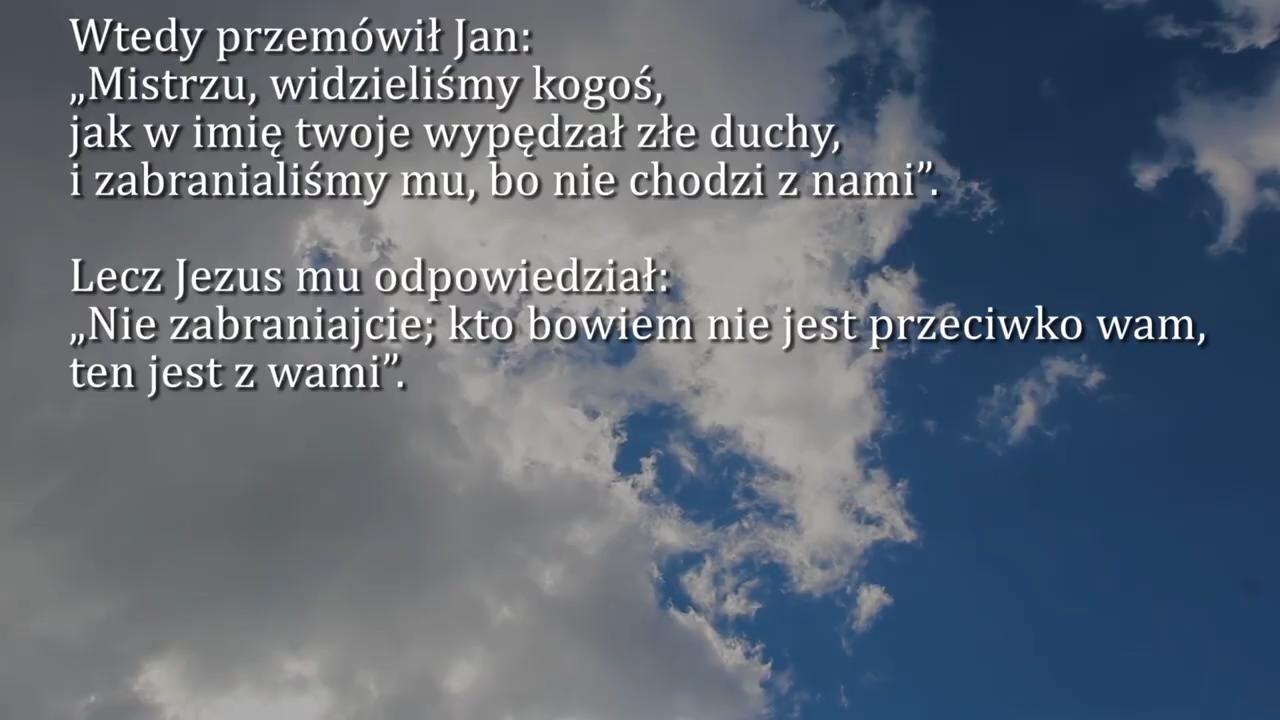 Wtedy przemówił Jan:
„Mistrzu, widzieliśmy kogoś,
jak w imię twoje wypędzał złe duchy,
i zabranialiśmy mu, bo nie chodzi z nami”.
Lecz Jezus mu odpowiedział:
„Nie zabraniajcie; kto bowiem nie jest przeciwko wam,
ten jest z wami”.